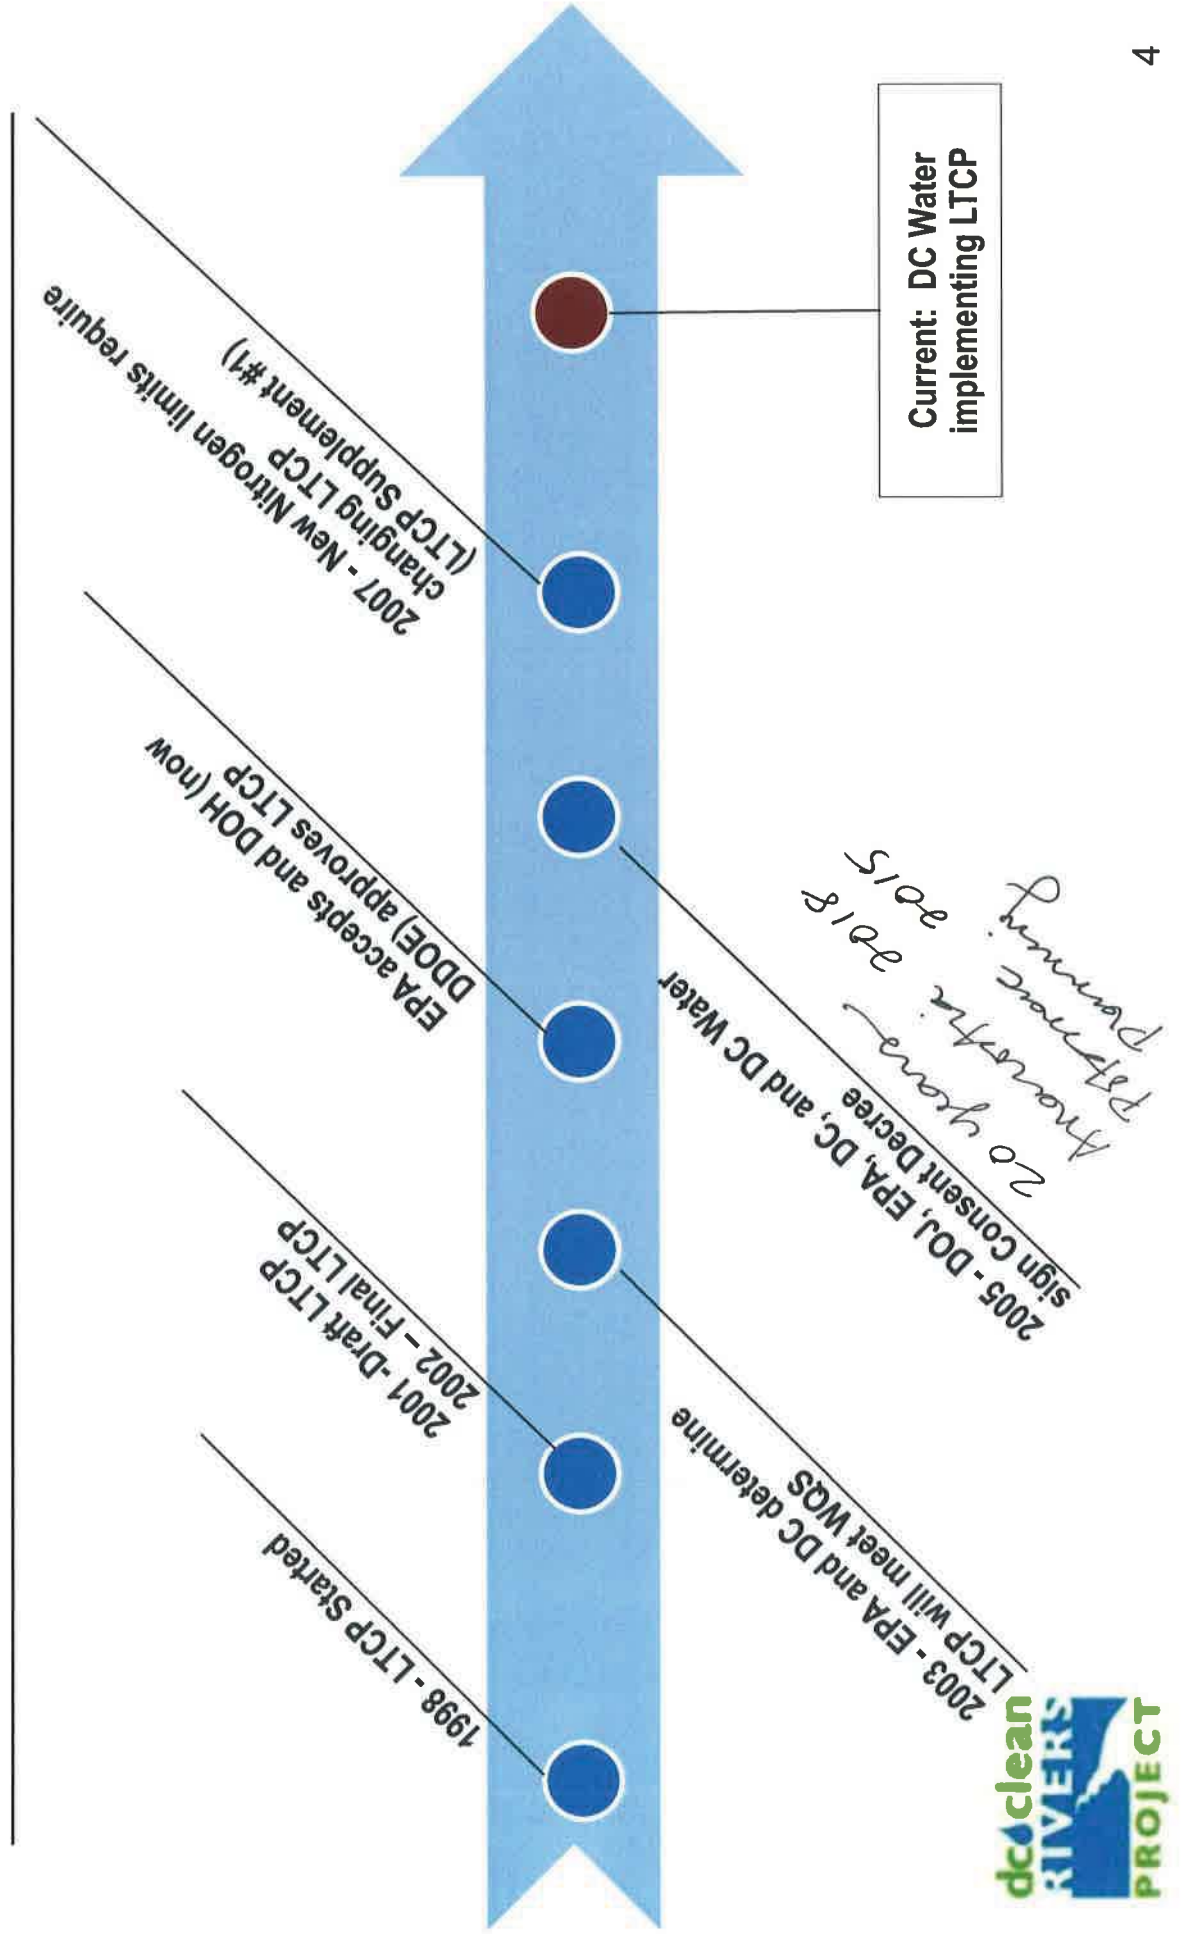 1998 - LTCP Started
2001 -Draft LTCP
2002 – Final LTCP
2003 - EPA and DC determine
LTCP will meet WQS
EPA accepts and DOH (now
DDOE) approves LTCP
2005 - DOJ, EPA, DC, and DC Water
sign Consent Decree
20 years
Anacostia 2018
Potomac 2015
Piney
2007 - New Nitrogen limits require
changing LTCP
(LTCP Supplement #1)
Current: DC Water
implementing LTCP
dc clean
RIVERS
PROJECT
4